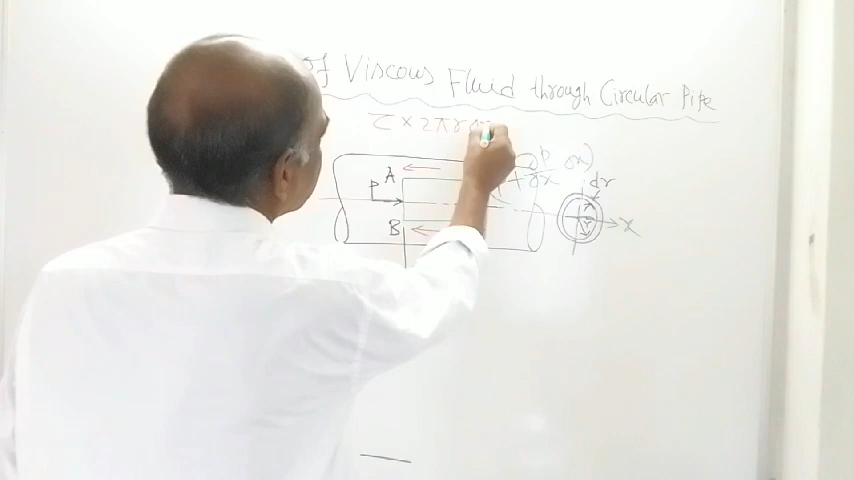 of Viscous Fluid through Circular Pipe
τ × 2πr
A
p
B
+ ∂p/∂x ∂x)
dr
r
X